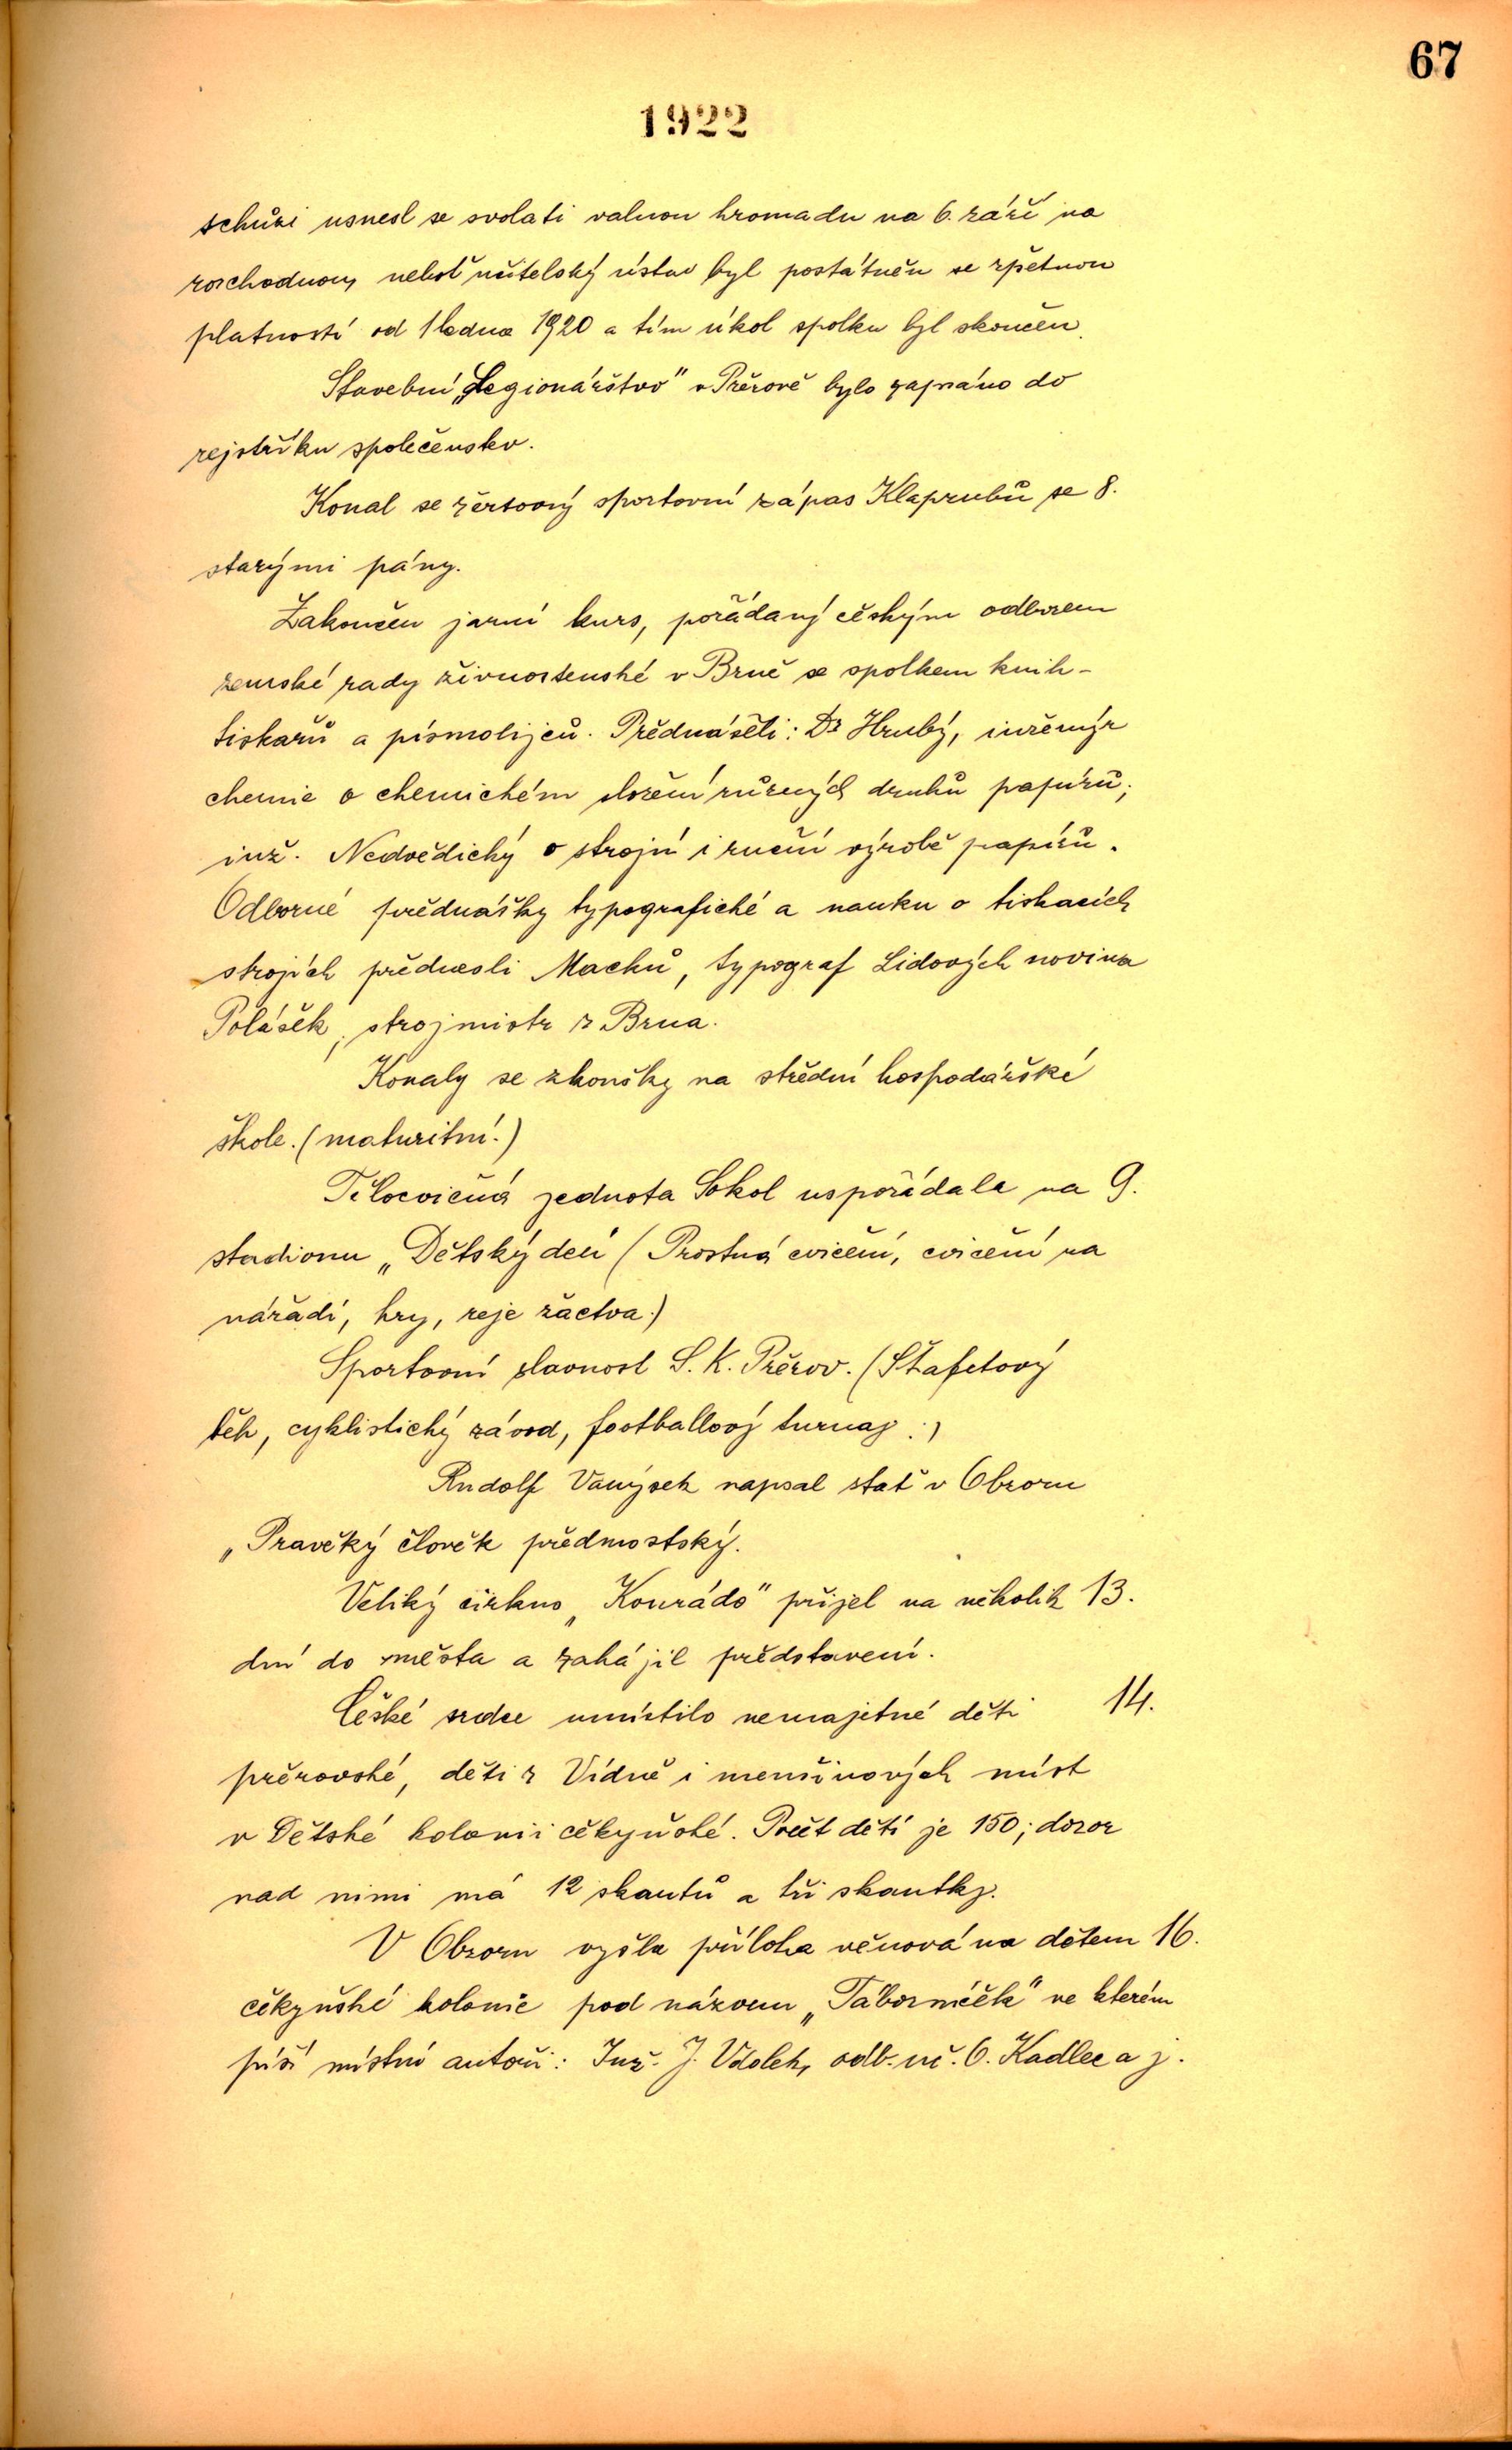 67
1922
schůzi usnesl se svolati valnou hromadu na 6. září na
rozchodnou, neboť učitelský ústav byl postátněn se zpětnou
platností od 1 ledna 1920 a tím úkol spolku byl skončen.
Stavební „Legionářstvo" v Přerově bylo zapsáno do
rejstříku společenstev.
Konal se žertovný sportovní zápas Klapzubů se 8.
starými pány.
Zakončen jarní kurs, pořádaný českým odborem
zemské rady živnostenské v Brně se spolkem knih-
tiskařů a písmolijců. Přednášeli: Dr Hrubý, inženýr
chemie o chemickém složení různých druhů papírů;
inž. Nedvědický o strojní i ruční výrobě papírů.
Odborné přednášky typografické a nauku o tiskacích
strojích přednesli Machů, typograf Lidových novin a
Polášek, strojmistr z Brna.
Konaly se zkoušky na střední hospodářské
škole. (maturitní.)
Tělocvičná jednota Sokol uspořádala na 9.
stadionu „Dětský den (Prostná cvičení, cvičení na
nářadí, hry, reje žactva.)
Sportovní slavnost S. K. Přerov. (Štafetový
běh, cyklistický závod, footballový turnaj.)
Rudolf Vanýsek napsal stať v Obzoru
„Pravěký člověk předmostský.
Veliký cirkus „Konrádo" přijel na několik 13.
dní do města a zahájil představení.
České srdce umístilo nemajetné děti 14.
přerovské, děti z Vídně i menšinových míst
v Dětské kolonii čekyňské. Počet dětí je 150; dozor
nad nimi má 12 skautů a tři skautky.
V Obzoru vyšla příloha věnována dětem 16.
čekyňské kolonie pod názvem „Táborníček" ve kterém
píší místní autoři: Inž. J. Vdolek, odb. uč. O. Kadlec a j.